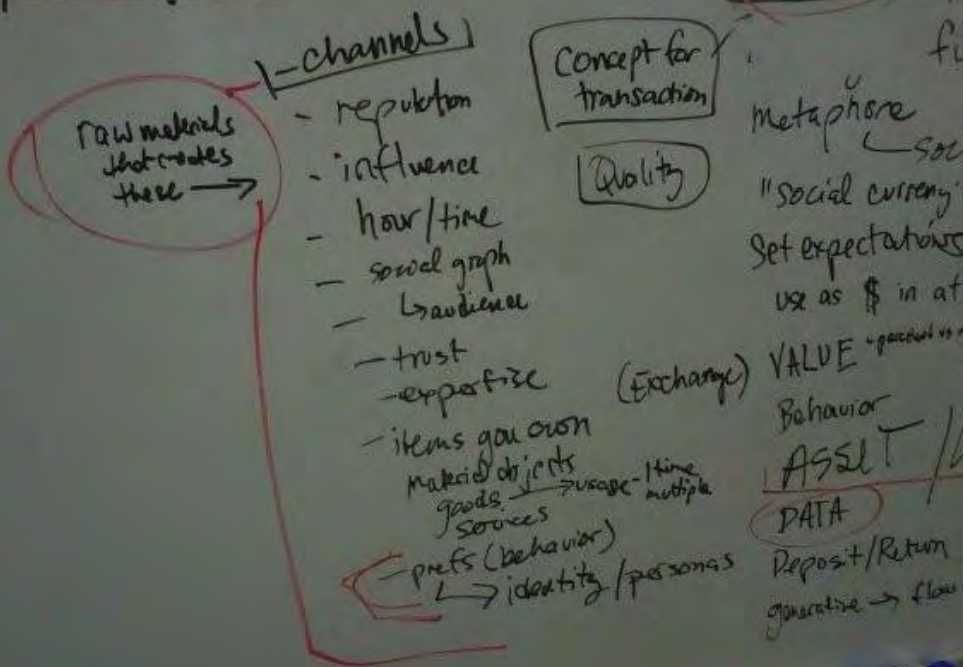 raw materials
that creates
these →
- channels
- reputation
- influence
- hour/time
- social graph
- ↳ audience
- trust
- expertise
- items you own
material objects
goods → usage - 1 time
multiple
services
- prefs (behavior)
↳ identity/personas
Concept for
transaction
Quality
(Exchange)
metaphore
"social currency
Set expectations
use as $ in
VALUE
Behavior
ASSET /
DATA
Deposit/Return
generative → flow